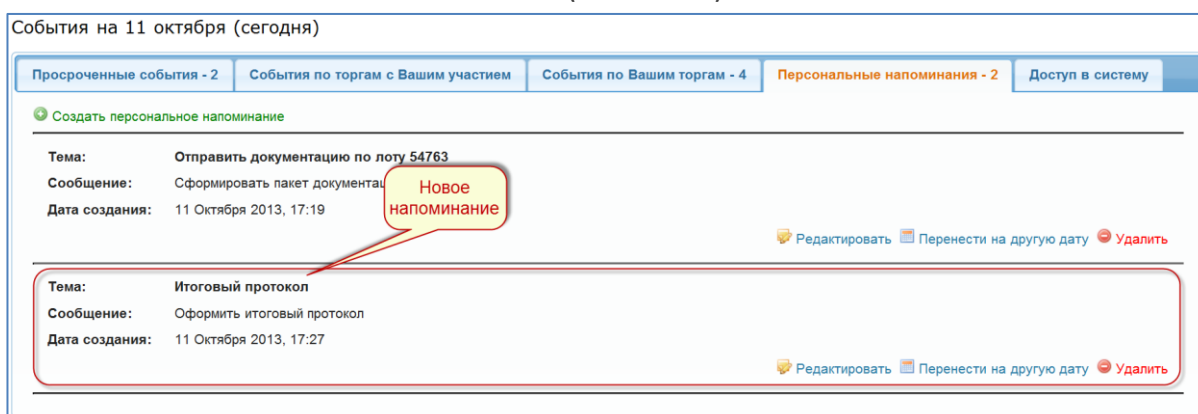 События на 11 октября (сегодня)
Просроченные события - 2 События по торгам с Вашим участием События по Вашим торгам - 4 Персональные напоминания - 2 Доступ в систему
Создать персональное напоминание
Тема: Отправить документацию по лоту 54763
Сообщение: Сформировать пакет
Новое
напоминание
Дата создания: 11 Октября 2013, 17:19
Редактировать Перенести на другую дату Удалить
Тема: Итоговый протокол
Сообщение: Оформить итоговый протокол
Дата создания: 11 Октября 2013, 17:27
Редактировать Перенести на другую дату Удалить